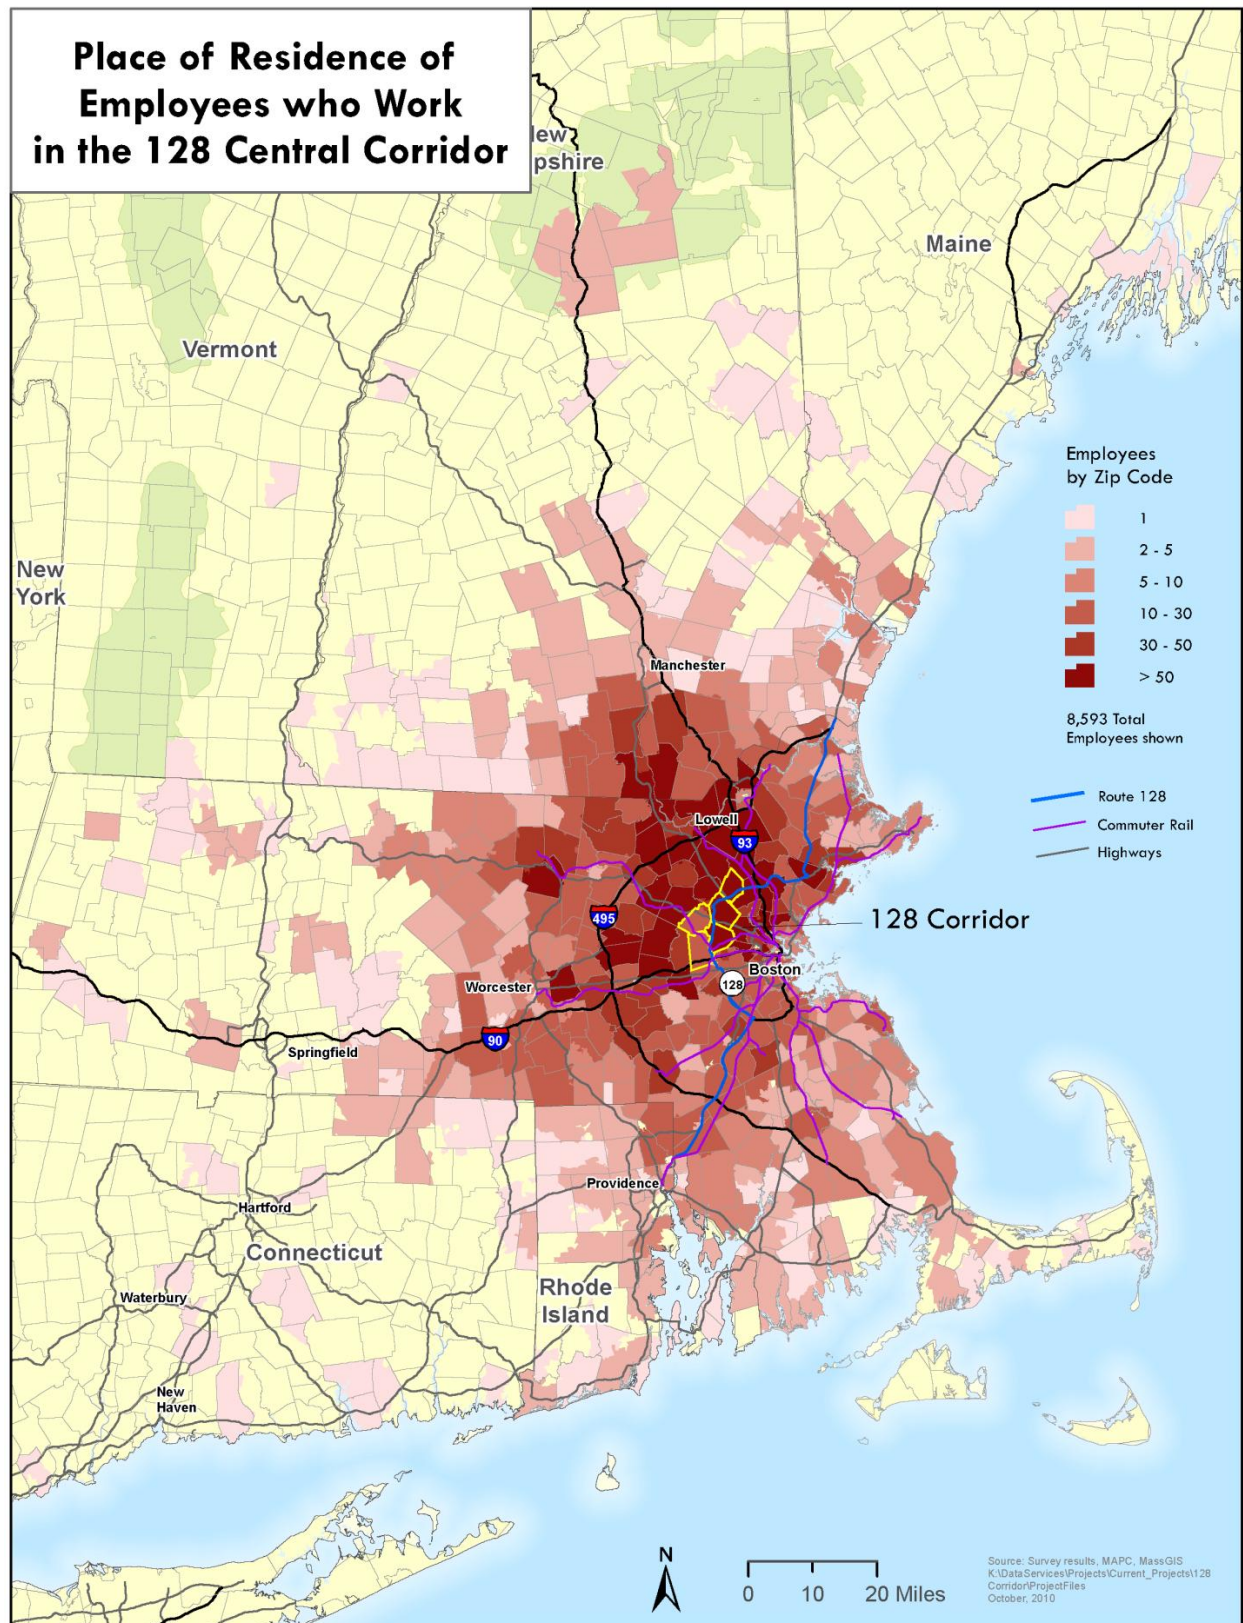 Place of Residence of
Employees who Work
in the 128 Central Corridor
New
pshire
Maine
Vermont
New
York
Employees
by Zip Code
1
2 - 5
5 - 10
10 - 30
30 - 50
> 50
8,593 Total
Employees shown
Route 128
Commuter Rail
Highways
Manchester
Lowell
93
495
128 Corridor
Boston
Worcester
128
90
Springfield
Providence
Hartford
Connecticut
Rhode
Island
Waterbury
New
Haven
N
0 10 20 Miles
Source: Survey results, MAPC, MassGIS
K:\DataServices\Projects\Current_Projects\128
Corridor\ProjectFiles
October, 2010